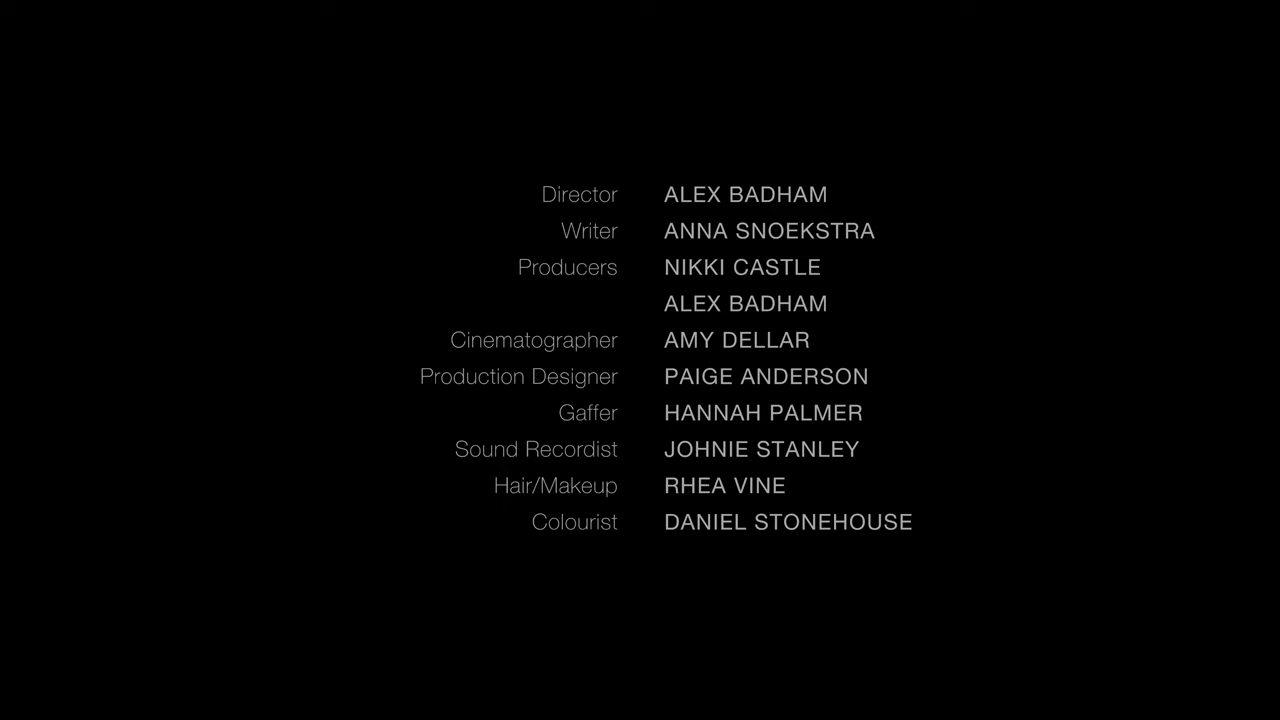 Director ALEX BADHAM
Writer ANNA SNOEKSTRA
Producers NIKKI CASTLE
ALEX BADHAM
Cinematographer AMY DELLAR
Production Designer PAIGE ANDERSON
Gaffer HANNAH PALMER
Sound Recordist JOHNIE STANLEY
Hair/Makeup RHEA VINE
Colourist DANIEL STONEHOUSE